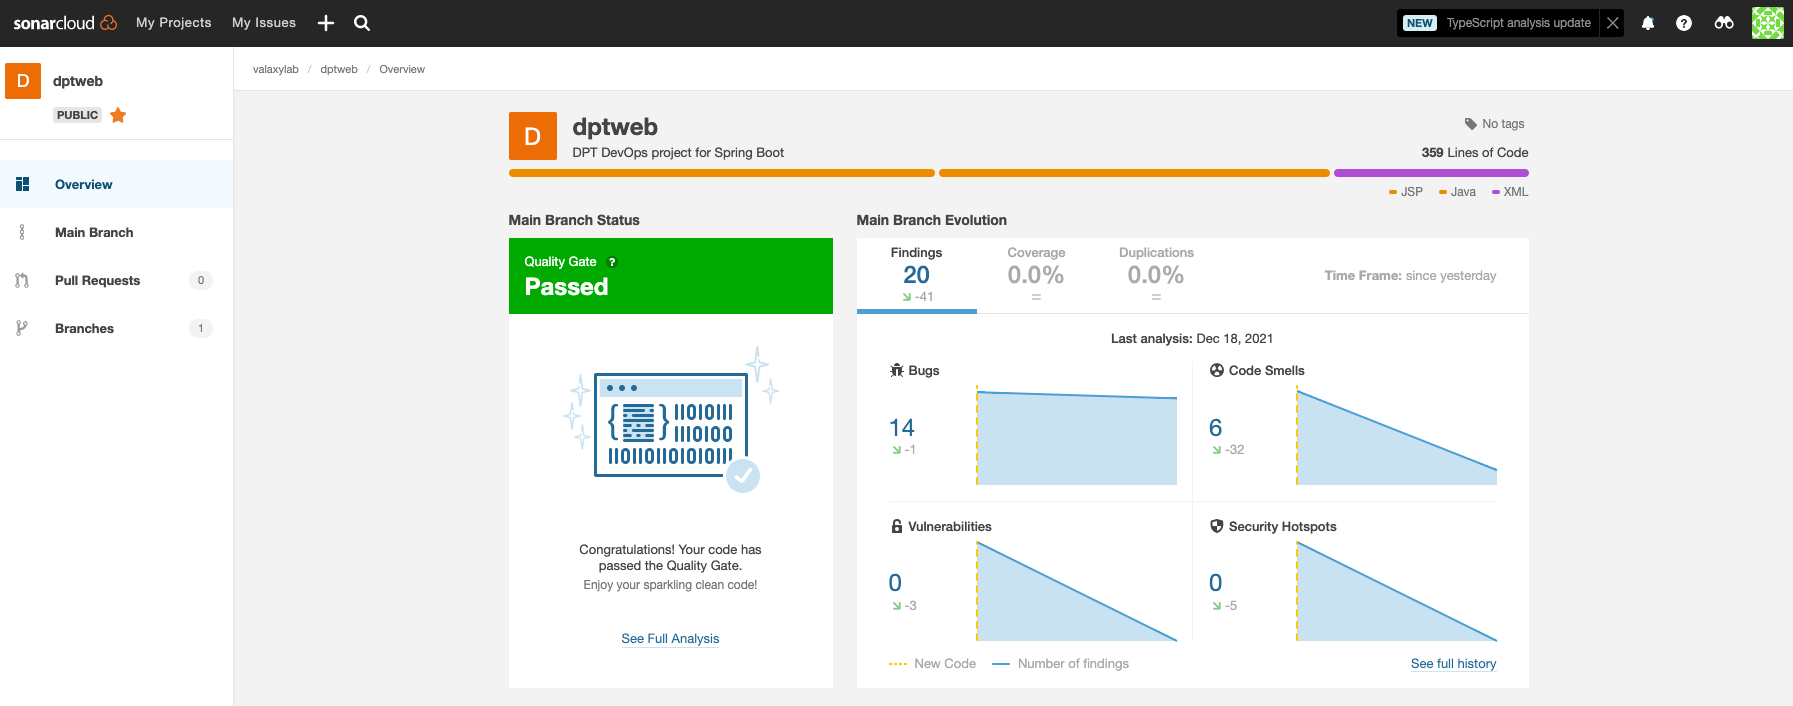 sonarcloud My Projects My Issues
NEW TypeScript analysis update
D dptweb
PUBLIC
Overview
Main Branch
Pull Requests 0
Branches 1
valaxylab / dptweb / Overview
D dptweb
DPT DevOps project for Spring Boot
No tags
359 Lines of Code
JSP Java XML
Main Branch Status
Quality Gate ?
Passed
{ } IIOIOIII
IIIOIOO
IIOIIOIIOIOIOIII
Congratulations! Your code has
passed the Quality Gate.
Enjoy your sparkling clean code!
See Full Analysis
Main Branch Evolution
Findings Coverage Duplications
20 0.0% 0.0%
-41 = =
Time Frame: since yesterday
Last analysis: Dec 18, 2021
Bugs
14
-1
Code Smells
6
-32
Vulnerabilities
0
-3
Security Hotspots
0
-5
New Code Number of findings
See full history